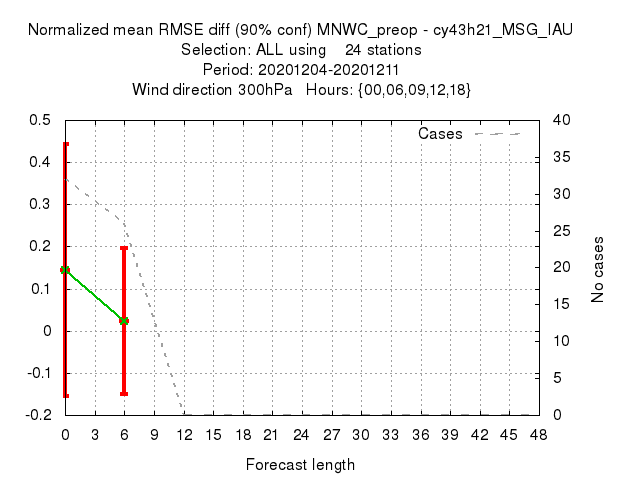 Normalized mean RMSE diff (90% conf) MNWC_preop - cy43h21_MSG_IAU
Selection: ALL using 24 stations
Period: 20201204-20201211
Wind direction 300hPa Hours: {00,06,09,12,18}
Cases
0.5
0.4
0.3
0.2
0.1
0
-0.1
-0.2
40
35
30
25
20
15
10
5
0
No cases
0 3 6 9 12 15 18 21 24 27 30 33 36 39 42 45 48
Forecast length